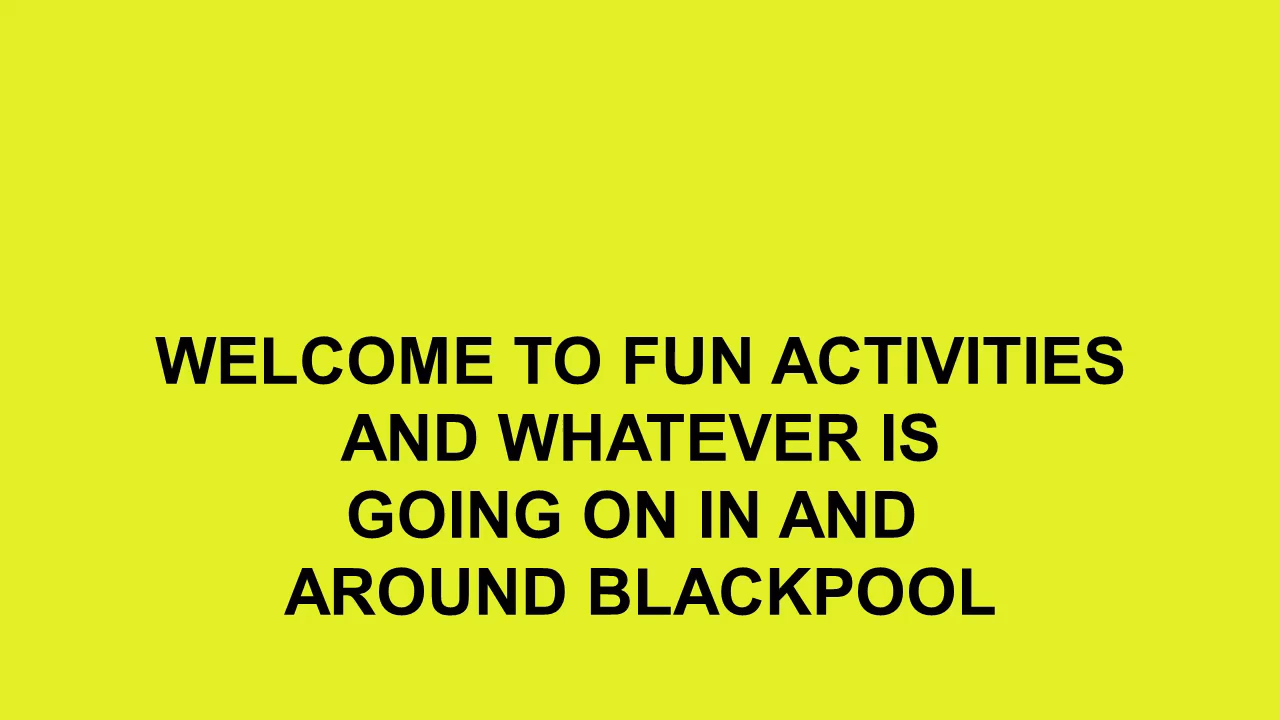 WELCOME TO FUN ACTIVITIES
AND WHATEVER IS
GOING ON IN AND
AROUND BLACKPOOL